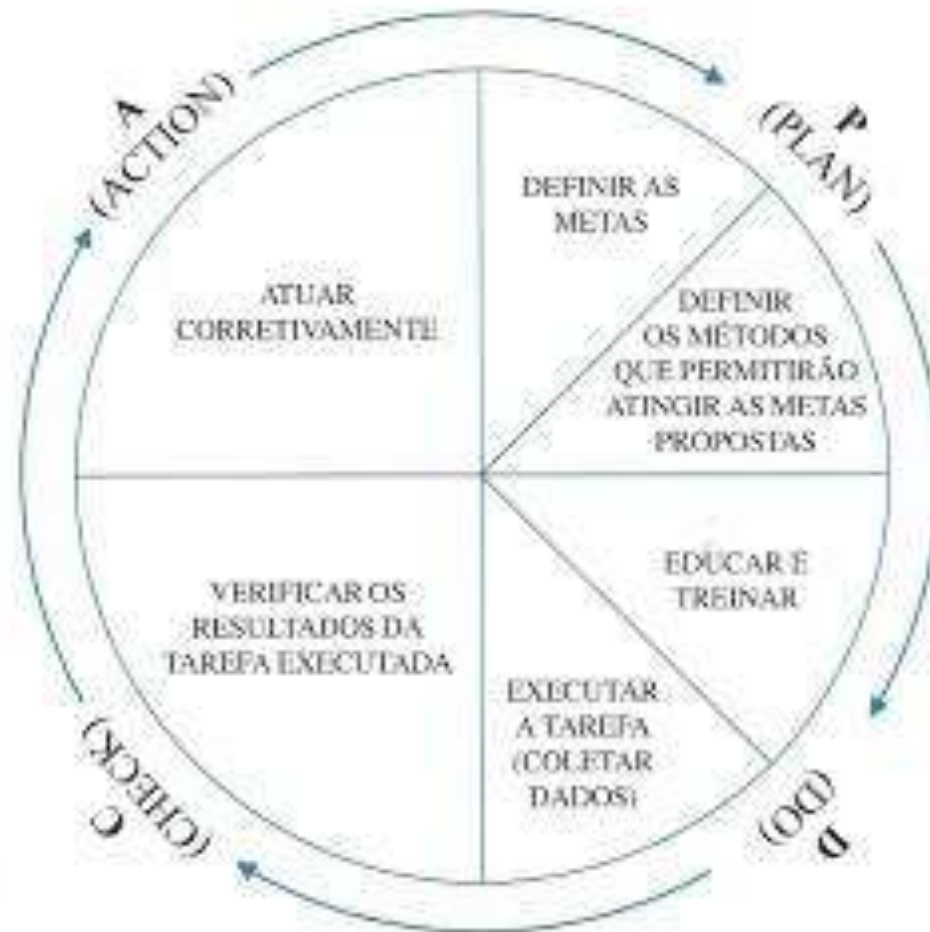 A
(ACTION)
P
(PLAN)
DEFINIR AS
METAS
DEFINIR
OS MÉTODOS
QUE PERMITIRÃO
ATINGIR AS METAS
PROPOSTAS
ATUAR
CORRETIVAMENTE
EDUCAR E
TREINAR
VERIFICAR OS
RESULTADOS DA
TAREFA EXECUTADA
EXECUTAR
A TAREFA
(COLETAR
DADOS)
C
(CHECK)
D
(DO)